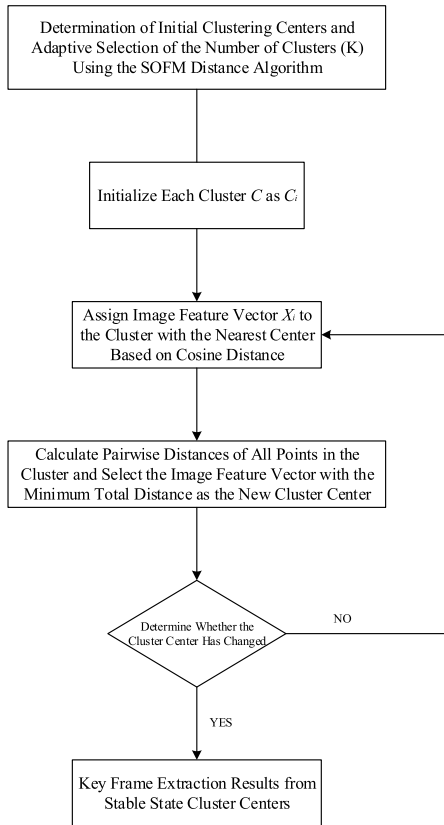 Determination of Initial Clustering Centers and
Adaptive Selection of the Number of Clusters (K)
Using the SOFM Distance Algorithm
Initialize Each Cluster C as Ci
Assign Image Feature Vector Xi to
the Cluster with the Nearest Center
Based on Cosine Distance
Calculate Pairwise Distances of All Points in the
Cluster and Select the Image Feature Vector with the
Minimum Total Distance as the New Cluster Center
Determine Whether the
Cluster Center Has Changed
NO
YES
Key Frame Extraction Results from
Stable State Cluster Centers